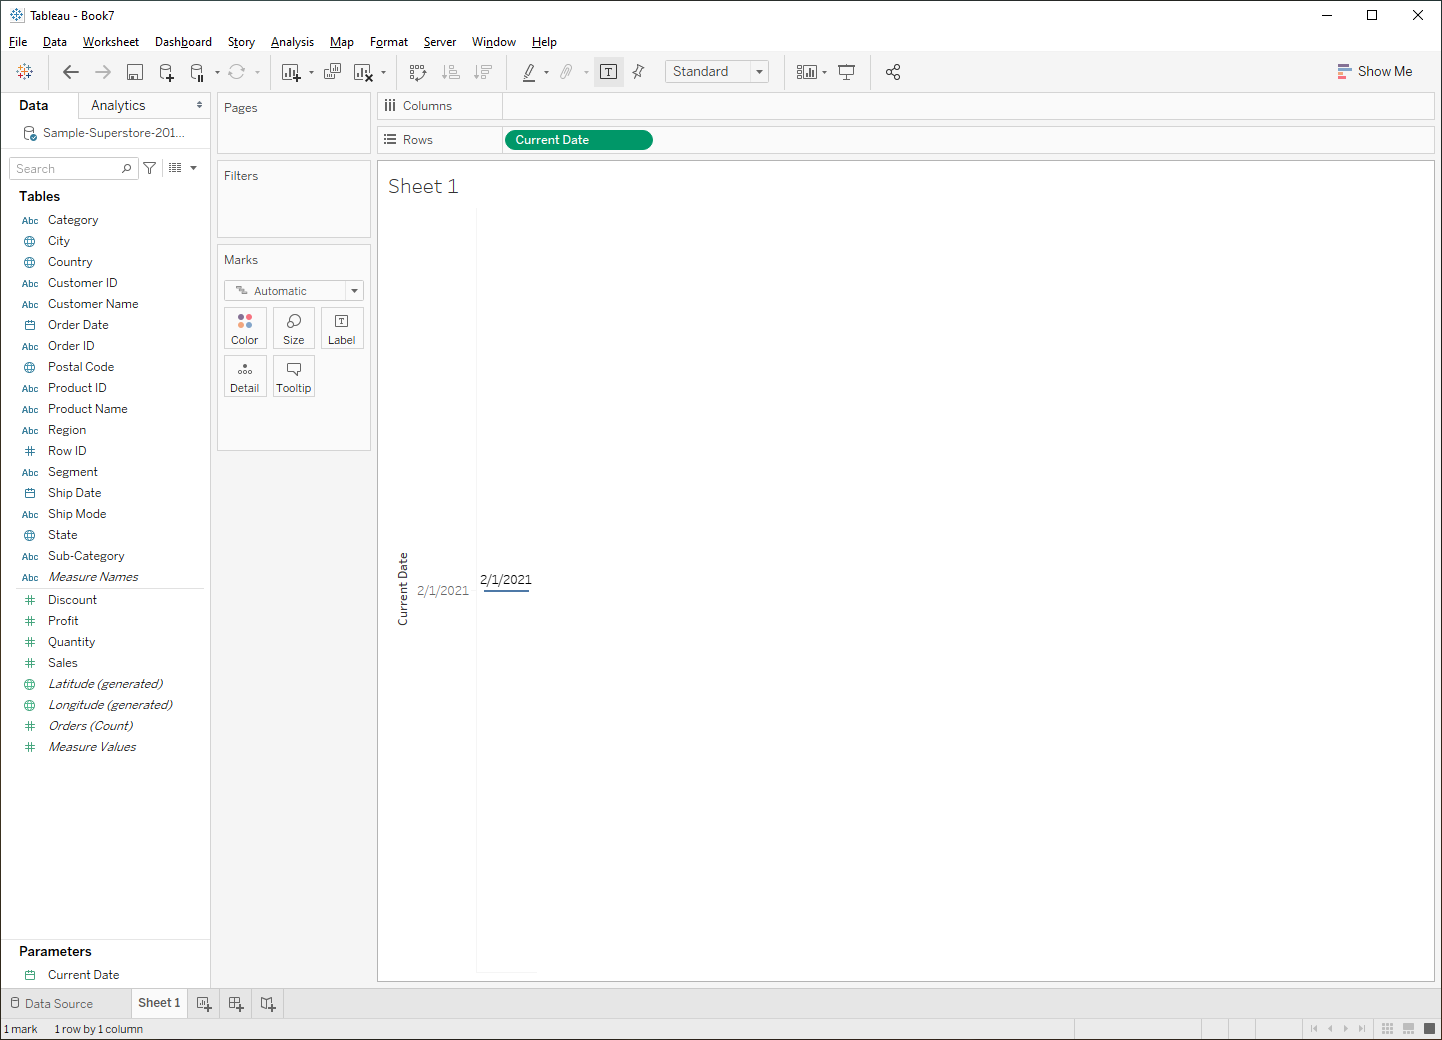 Tableau - Book7
File Data Worksheet Dashboard Story Analysis Map Format Server Window Help
Standard
Show Me
Data Analytics
Sample-Superstore-201...
Search
Tables
Abc Category
City
Country
Abc Customer ID
Abc Customer Name
Order Date
Abc Order ID
Postal Code
Abc Product ID
Abc Product Name
Abc Region
Row ID
Abc Segment
Ship Date
Abc Ship Mode
State
Abc Sub-Category
Abc Measure Names
Discount
Profit
Quantity
Sales
Latitude (generated)
Longitude (generated)
Orders (Count)
Measure Values
Parameters
Current Date
Pages
Filters
Marks
Automatic
Color Size Label
Detail Tooltip
Columns
Rows Current Date
Sheet 1
Current Date
2/1/2021
2/1/2021
Data Source Sheet 1
1 mark 1 row by 1 column